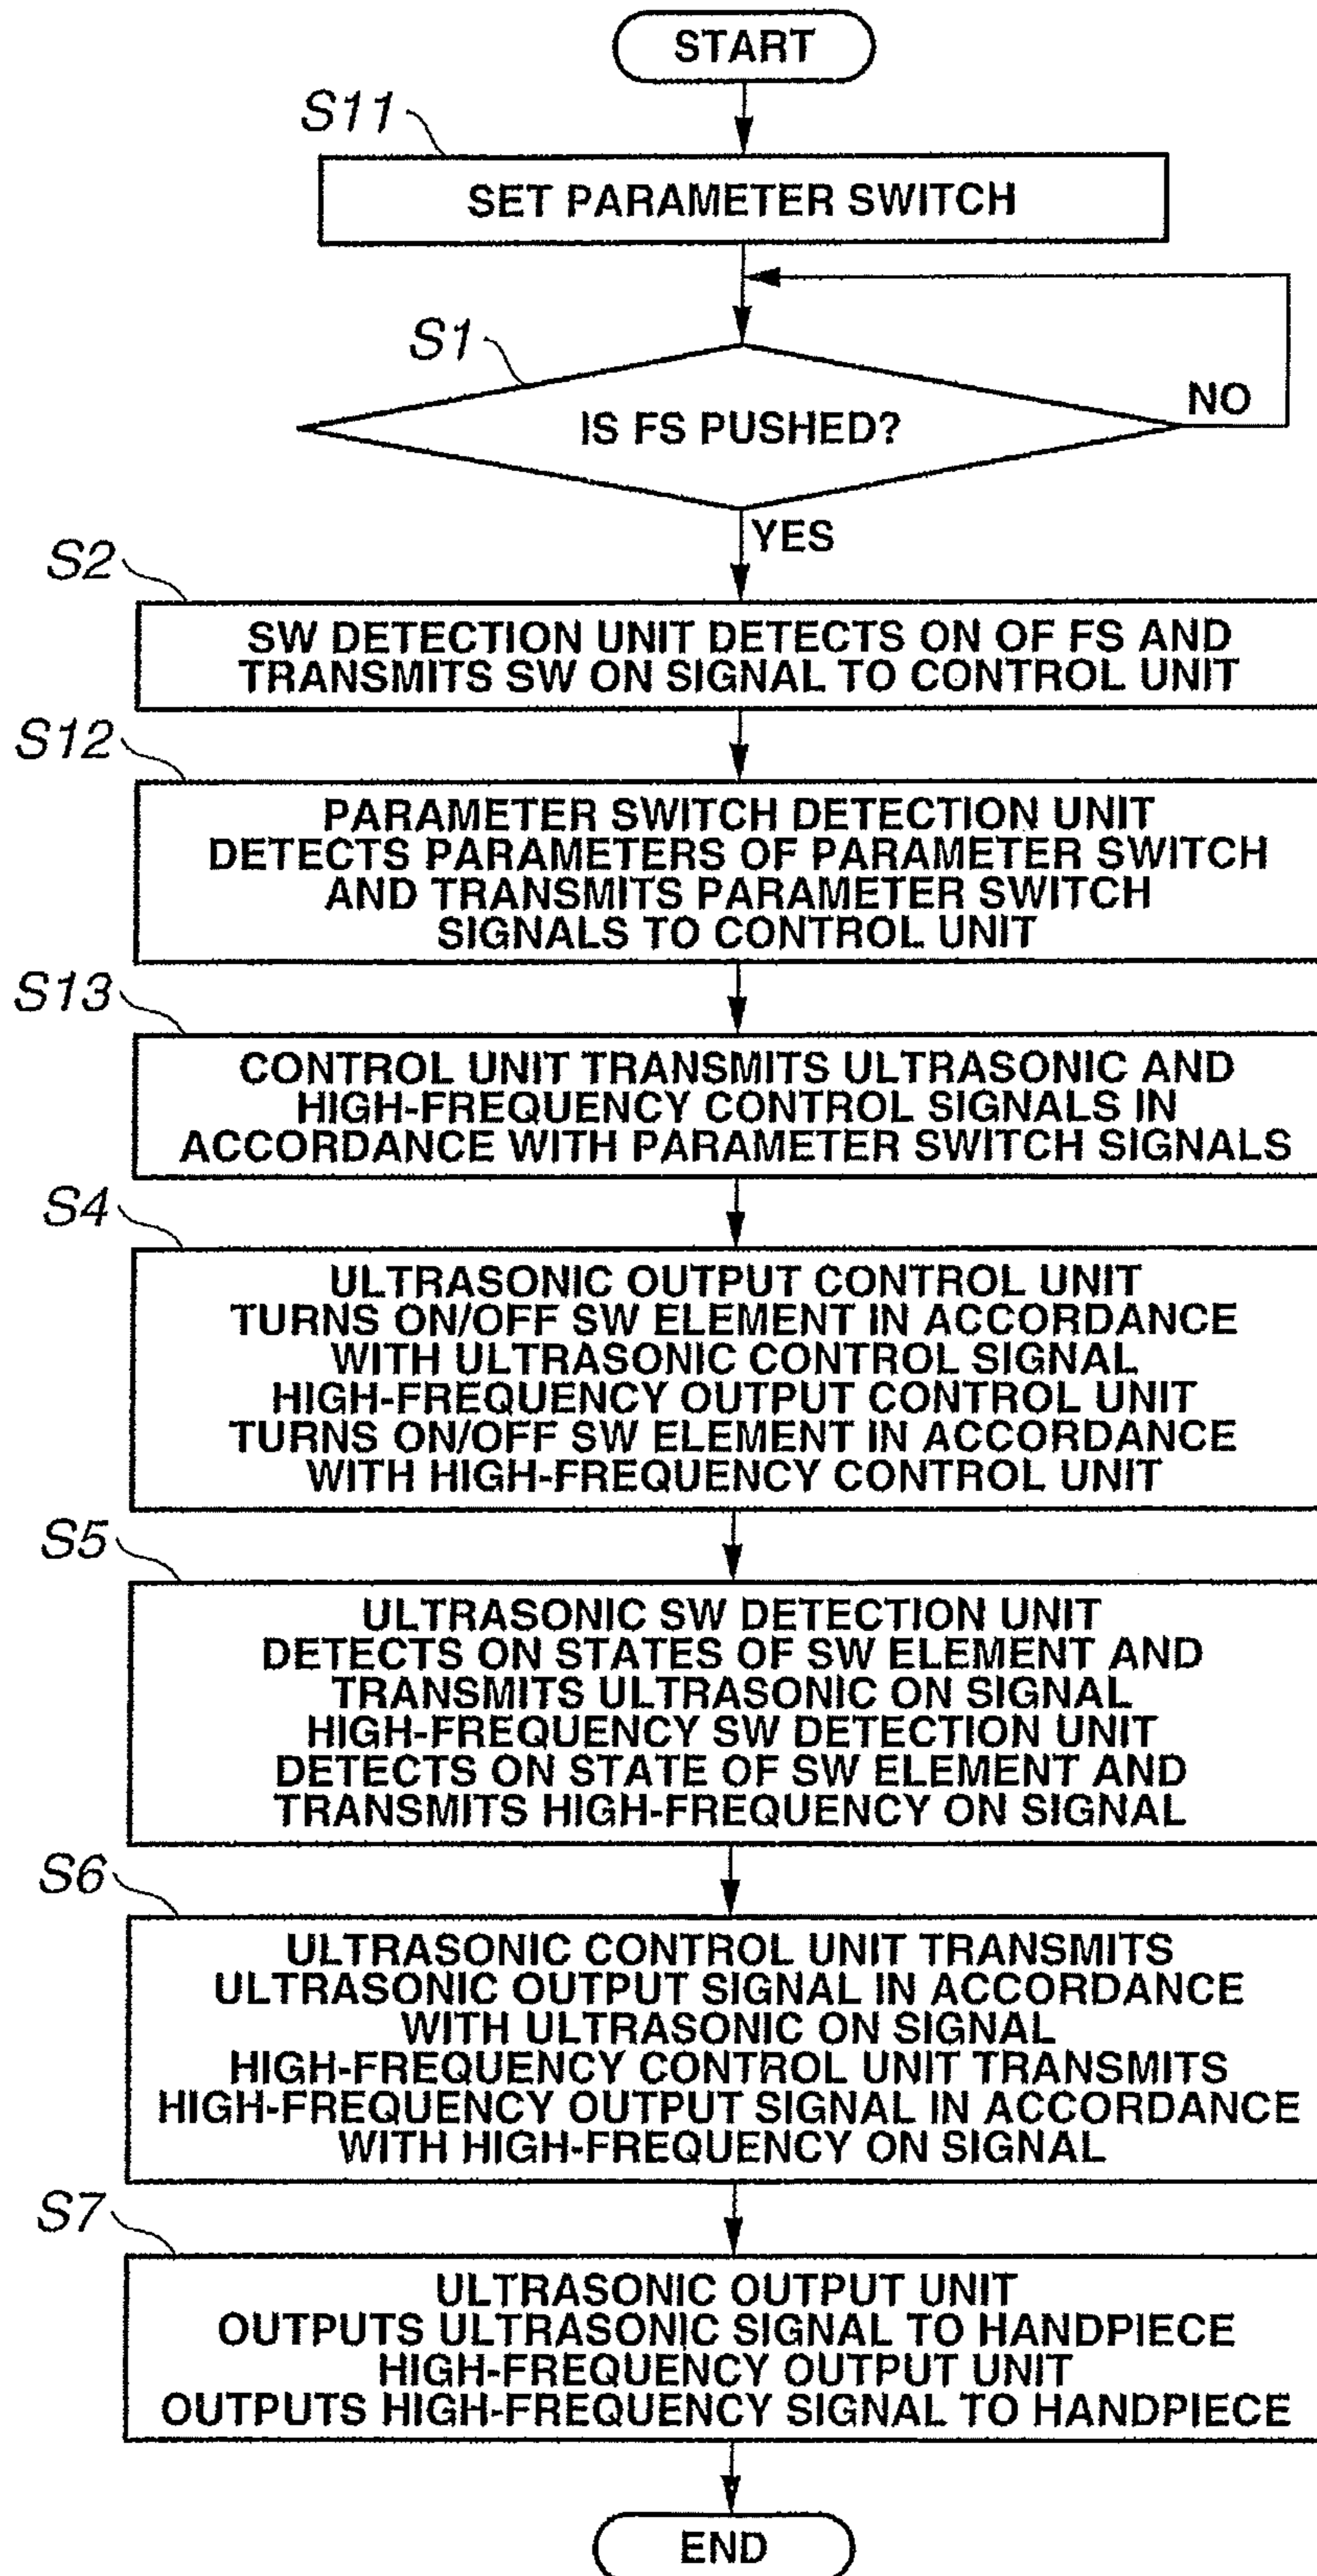 START
S11
SET PARAMETER SWITCH
S1
IS FS PUSHED?
NO
YES
S2
SW DETECTION UNIT DETECTS ON OF FS AND
TRANSMITS SW ON SIGNAL TO CONTROL UNIT
S12
PARAMETER SWITCH DETECTION UNIT
DETECTS PARAMETERS OF PARAMETER SWITCH
AND TRANSMITS PARAMETER SWITCH
SIGNALS TO CONTROL UNIT
S13
CONTROL UNIT TRANSMITS ULTRASONIC AND
HIGH-FREQUENCY CONTROL SIGNALS IN
ACCORDANCE WITH PARAMETER SWITCH SIGNALS
S4
ULTRASONIC OUTPUT CONTROL UNIT
TURNS ON/OFF SW ELEMENT IN ACCORDANCE
WITH ULTRASONIC CONTROL SIGNAL
HIGH-FREQUENCY OUTPUT CONTROL UNIT
TURNS ON/OFF SW ELEMENT IN ACCORDANCE
WITH HIGH-FREQUENCY CONTROL UNIT
S5
ULTRASONIC SW DETECTION UNIT
DETECTS ON STATES OF SW ELEMENT AND
TRANSMITS ULTRASONIC ON SIGNAL
HIGH-FREQUENCY SW DETECTION UNIT
DETECTS ON STATE OF SW ELEMENT AND
TRANSMITS HIGH-FREQUENCY ON SIGNAL
S6
ULTRASONIC CONTROL UNIT TRANSMITS
ULTRASONIC OUTPUT SIGNAL IN ACCORDANCE
WITH ULTRASONIC ON SIGNAL
HIGH-FREQUENCY CONTROL UNIT TRANSMITS
HIGH-FREQUENCY OUTPUT SIGNAL IN ACCORDANCE
WITH HIGH-FREQUENCY ON SIGNAL
S7
ULTRASONIC OUTPUT UNIT
OUTPUTS ULTRASONIC SIGNAL TO HANDPIECE
HIGH-FREQUENCY OUTPUT UNIT
OUTPUTS HIGH-FREQUENCY SIGNAL TO HANDPIECE
END